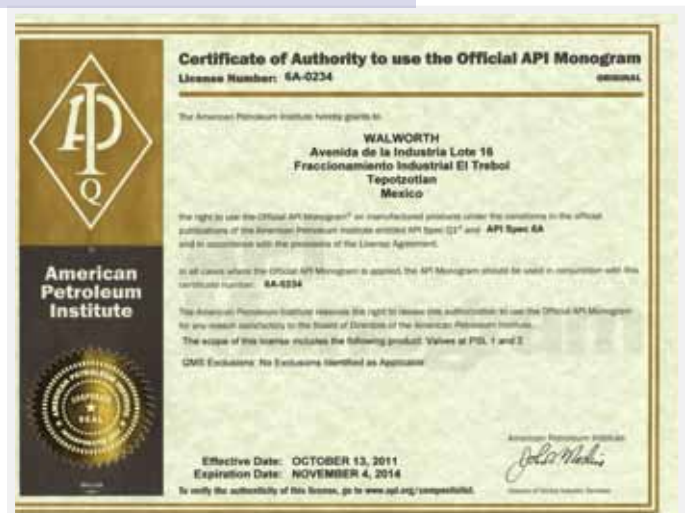 Certificate of Authority to use the Official API Monogram
License Number: 6A-0234
ORIGINAL
The American Petroleum Institute hereby grants to
WALWORTH
Avenida de la Industria Lote 16
Fraccionamiento Industrial El Trebol
Tepotzotlan
Mexico
the right to use the Official API Monogram® on manufactured products under the conditions in the official
publications of the American Petroleum Institute entitled API Spec Q1® and API Spec 6A
and in accordance with the provisions of the License Agreement.
In all cases where the Official API Monogram is applied, the API Monogram should be used in conjunction with this
certificate number: 6A-0234
The American Petroleum Institute reserves the right to revoke this authorization to use the Official API Monogram
for any reason satisfactory to the Board of Directors of the American Petroleum Institute.
The scope of this license includes the following product: Valves at PSL 1 and 2
QMS Exclusions: No Exclusions Identified as Applicable
American Petroleum Institute
Effective Date: OCTOBER 13, 2011
Expiration Date: NOVEMBER 4, 2014
To verify the authenticity of this license, go to www.api.org/compositelist.
Director of Global Industry Services
API
Q
American
Petroleum
Institute
AMERICAN PETROLEUM
CORPORATE
SEAL